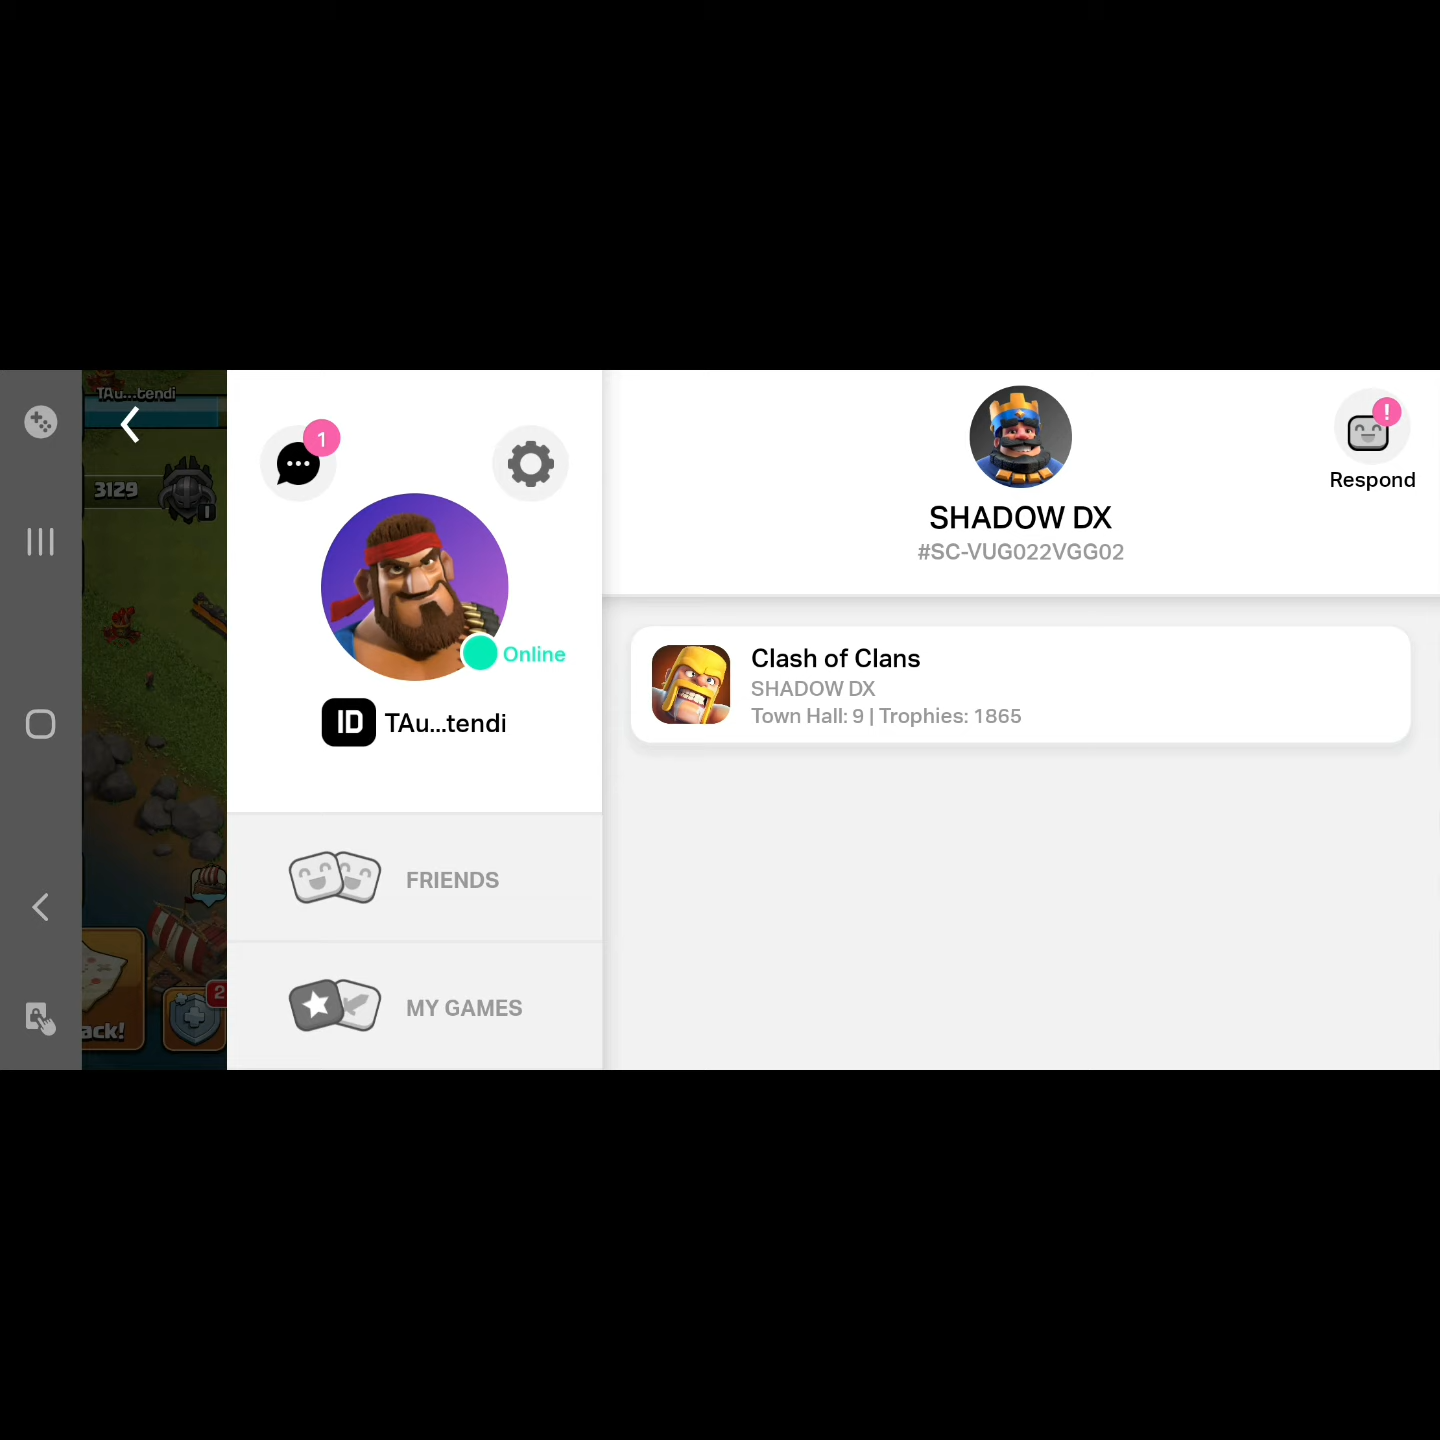 TAu...tendi
3129
ack!
2
1
Online
ID TAu...tendi
FRIENDS
MY GAMES
SHADOW DX
#SC-VUG022VGG02
!
Respond
Clash of Clans
SHADOW DX
Town Hall: 9 | Trophies: 1865